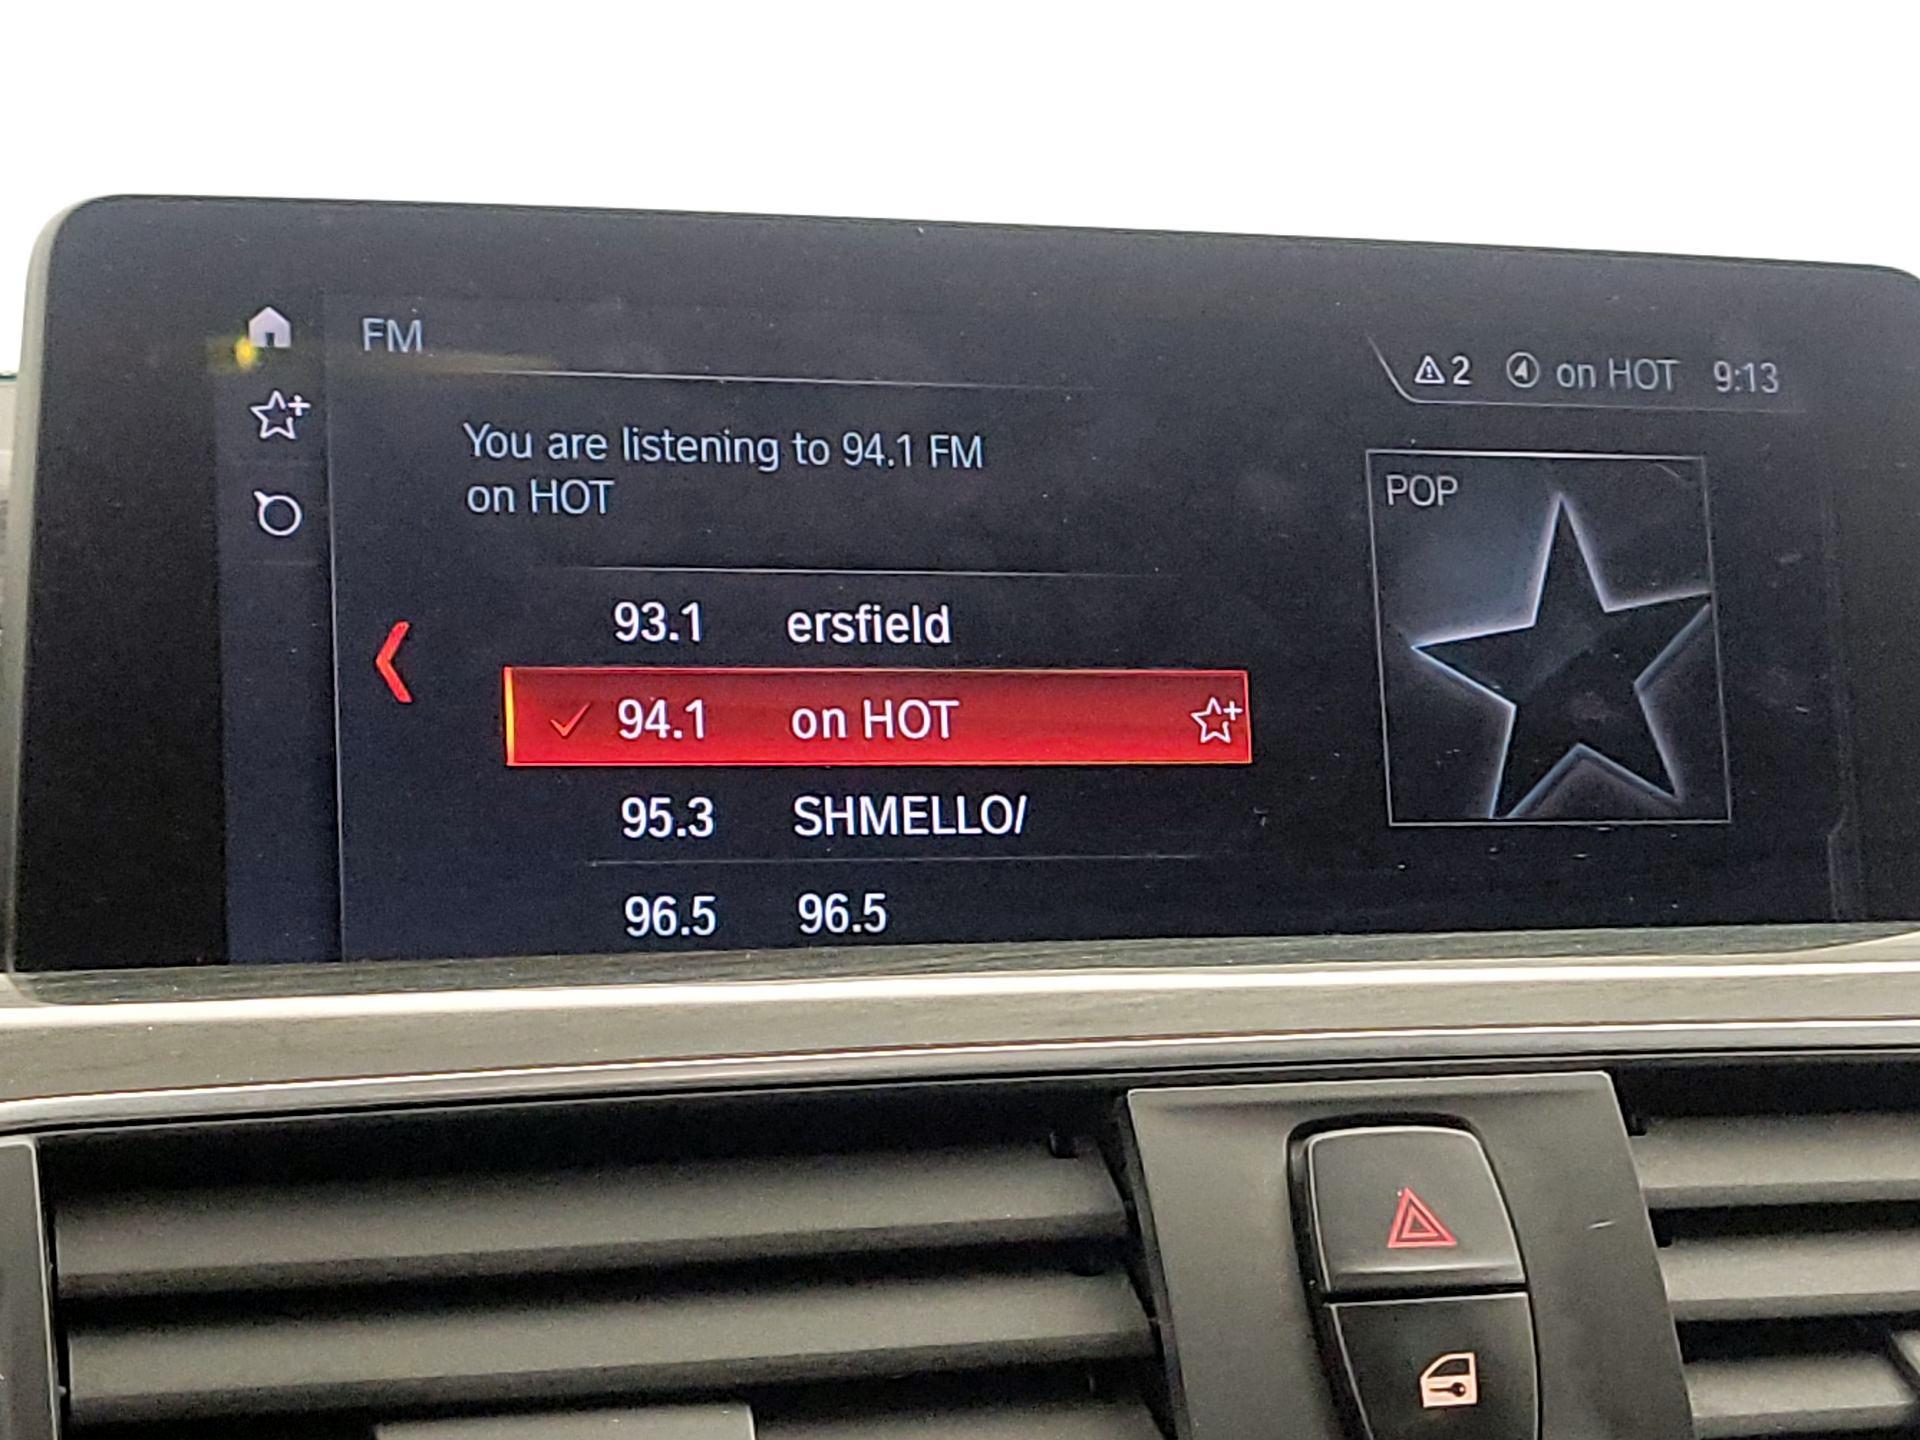 FM
2 on HOT 9:13
You are listening to 94.1 FM
on HOT
POP
93.1 ersfield
94.1 on HOT
95.3 SHMELLO/
96.5 96.5